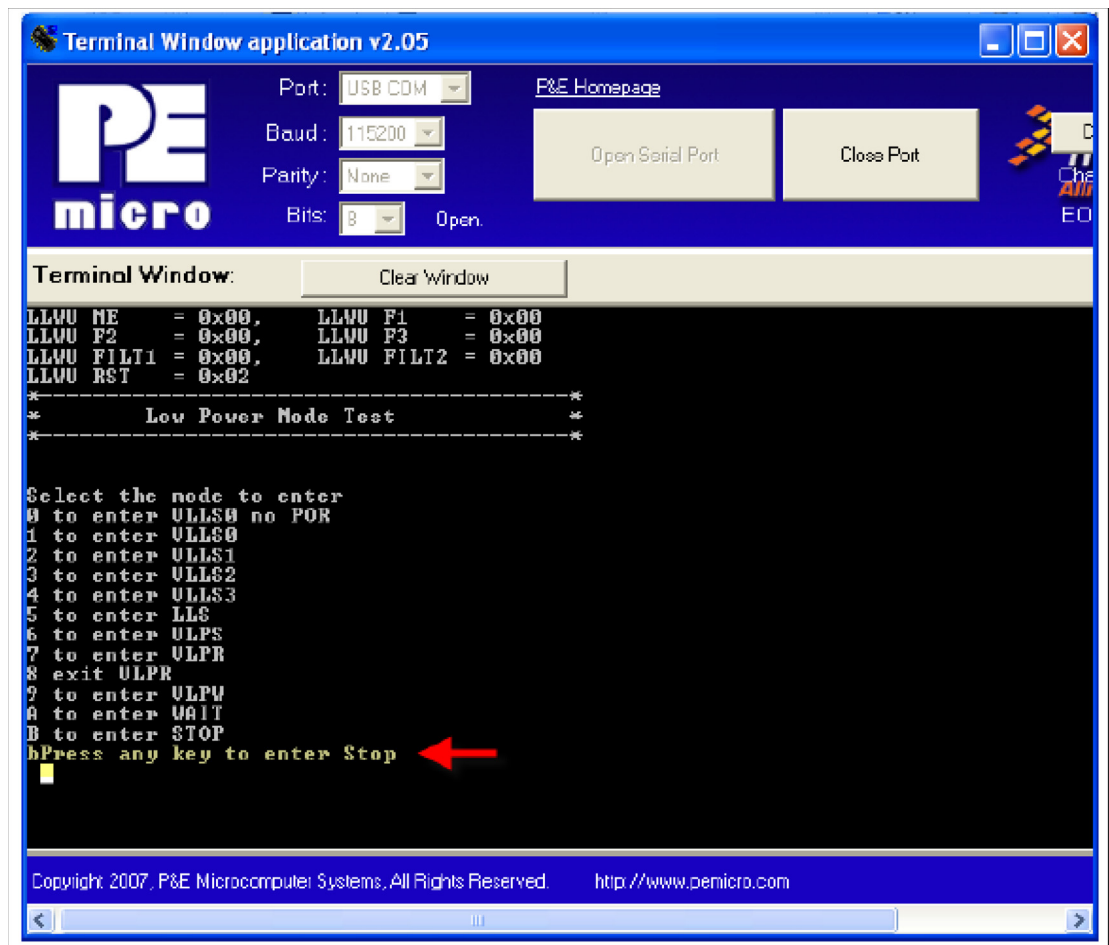 Terminal Window application v2.05
PE
micro
Port: USB COM
Baud: 115200
Parity: None
Bits: 8 Open.
P&E Homepage
Open Serial Port
Close Port
EO
Terminal Window:
Clear Window
LLWU ME = 0x00, LLWU F1 = 0x00
LLWU F2 = 0x00, LLWU F3 = 0x00
LLWU FILT1 = 0x00, LLWU FILT2 = 0x00
LLWU RST = 0x02
*--------------------------------------------*
* Low Power Mode Test *
*--------------------------------------------*
Select the mode to enter
0 to enter VLLS0 no POR
1 to enter VLLS0
2 to enter VLLS1
3 to enter VLLS2
4 to enter VLLS3
5 to enter LLS
6 to enter VLPS
7 to enter VLPR
8 exit VLPR
9 to enter VLPW
A to enter WAIT
B to enter STOP
bPress any key to enter Stop
Copyright 2007, P&E Microcomputer Systems, All Rights Reserved. http://www.pemicro.com